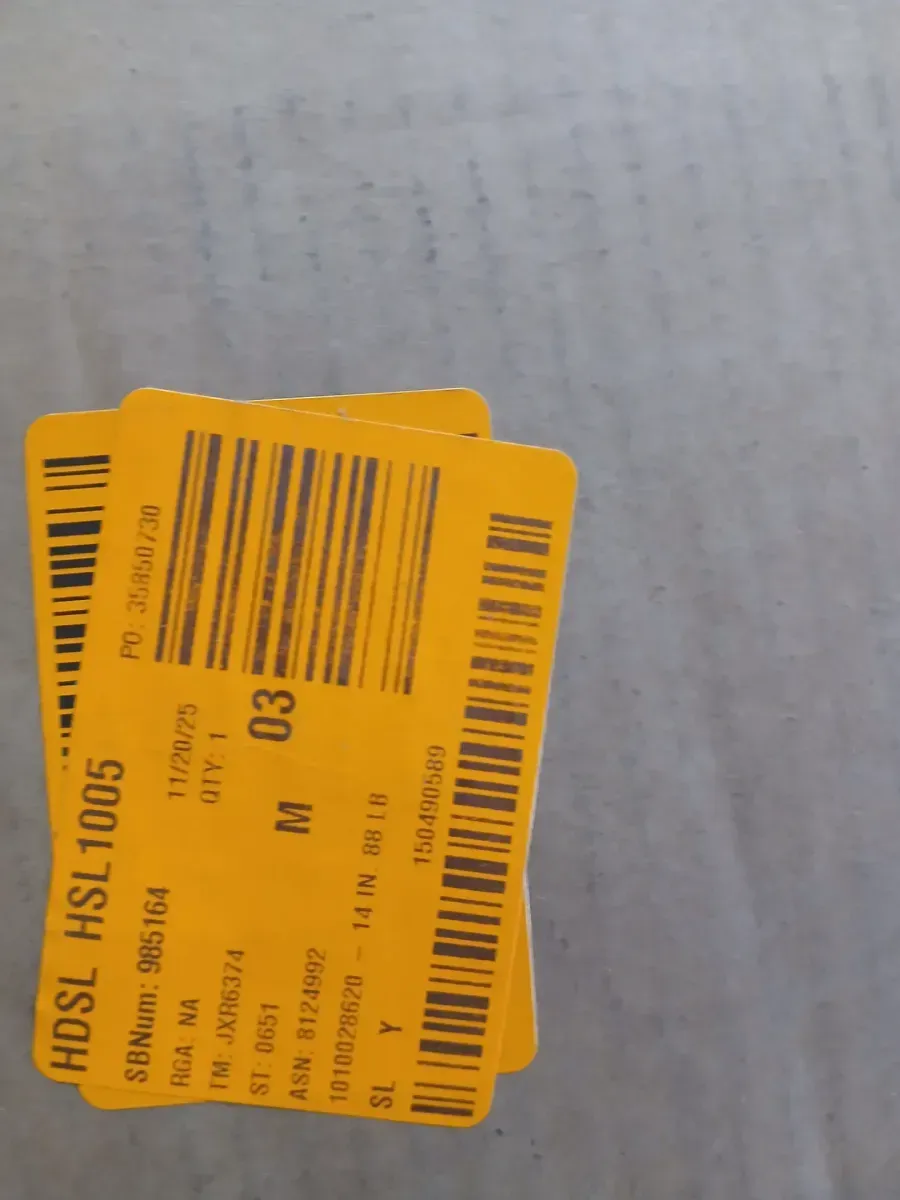 HDSL HSL1005
SBNum: 985164
PO: 35850730
RGA: NA
11/20/25
TM: JXR6374
QTY: 1
ST: 0651
M
03
ASN: 8124992
1010028620 - 14 IN. 88 LB
SL Y
150490589